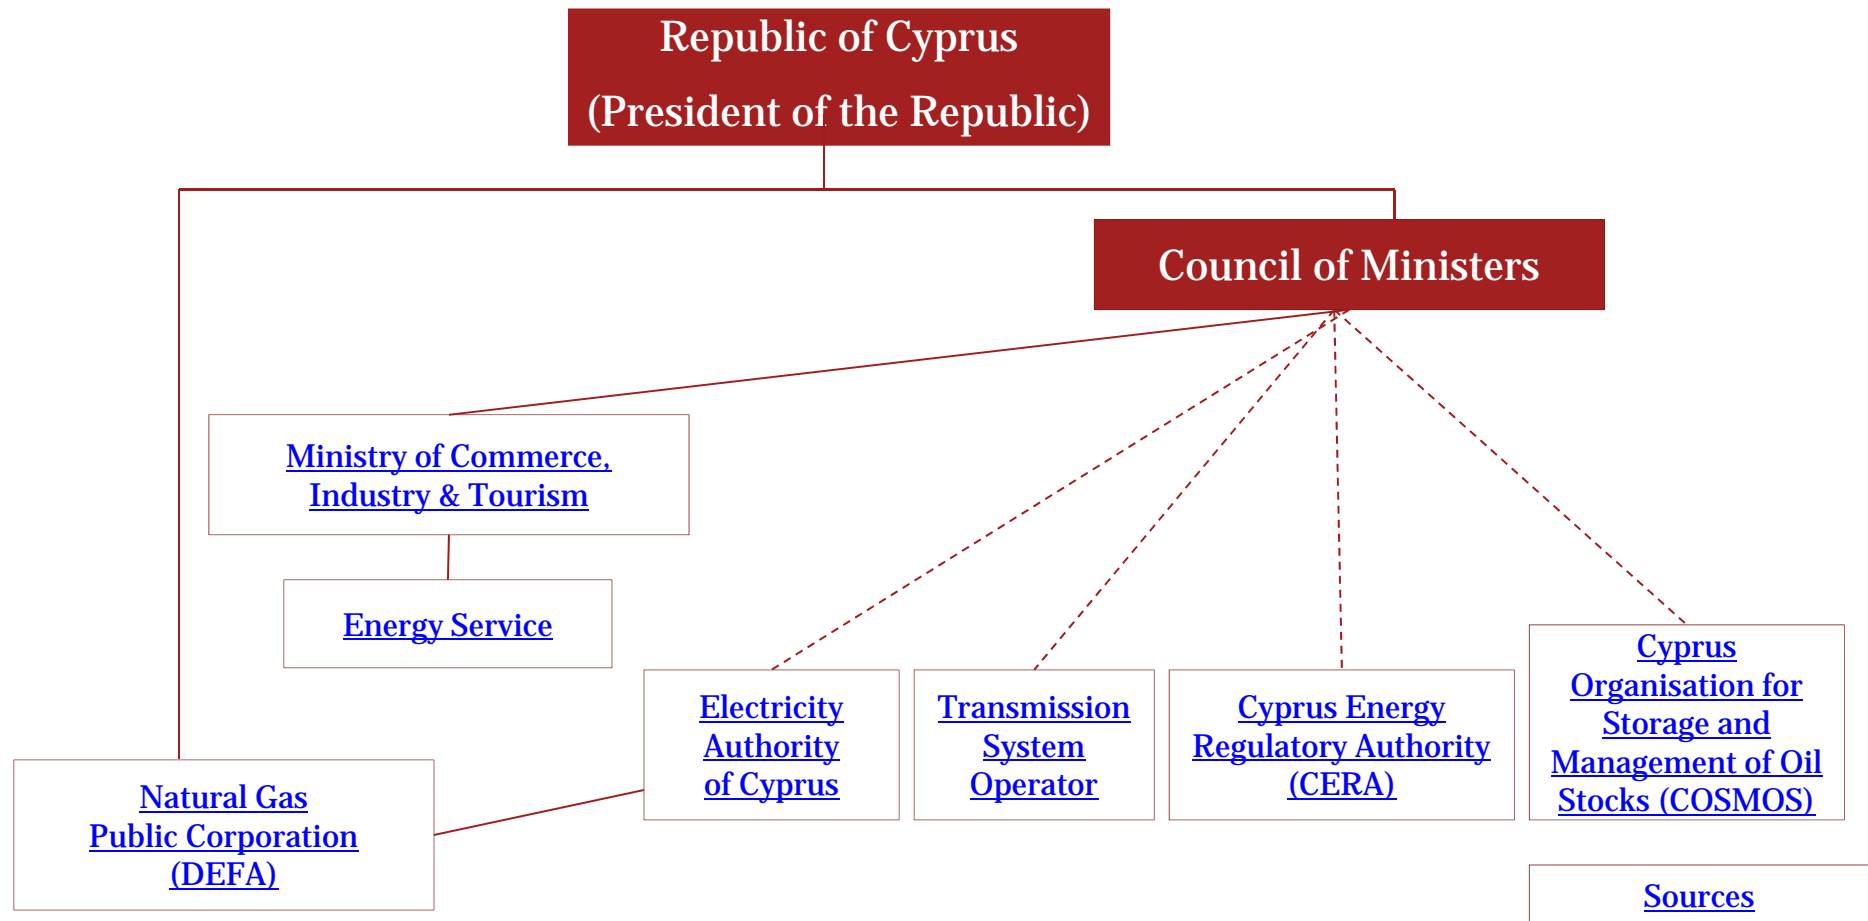 Republic of Cyprus
(President of the Republic)
Council of Ministers
Ministry of Commerce,
Industry & Tourism
Energy Service
Electricity
Authority
of Cyprus
Transmission
System
Operator
Cyprus Energy
Regulatory Authority
(CERA)
Cyprus
Organisation for
Storage and
Management of Oil
Stocks (COSMOS)
Natural Gas
Public Corporation
(DEFA)
Sources